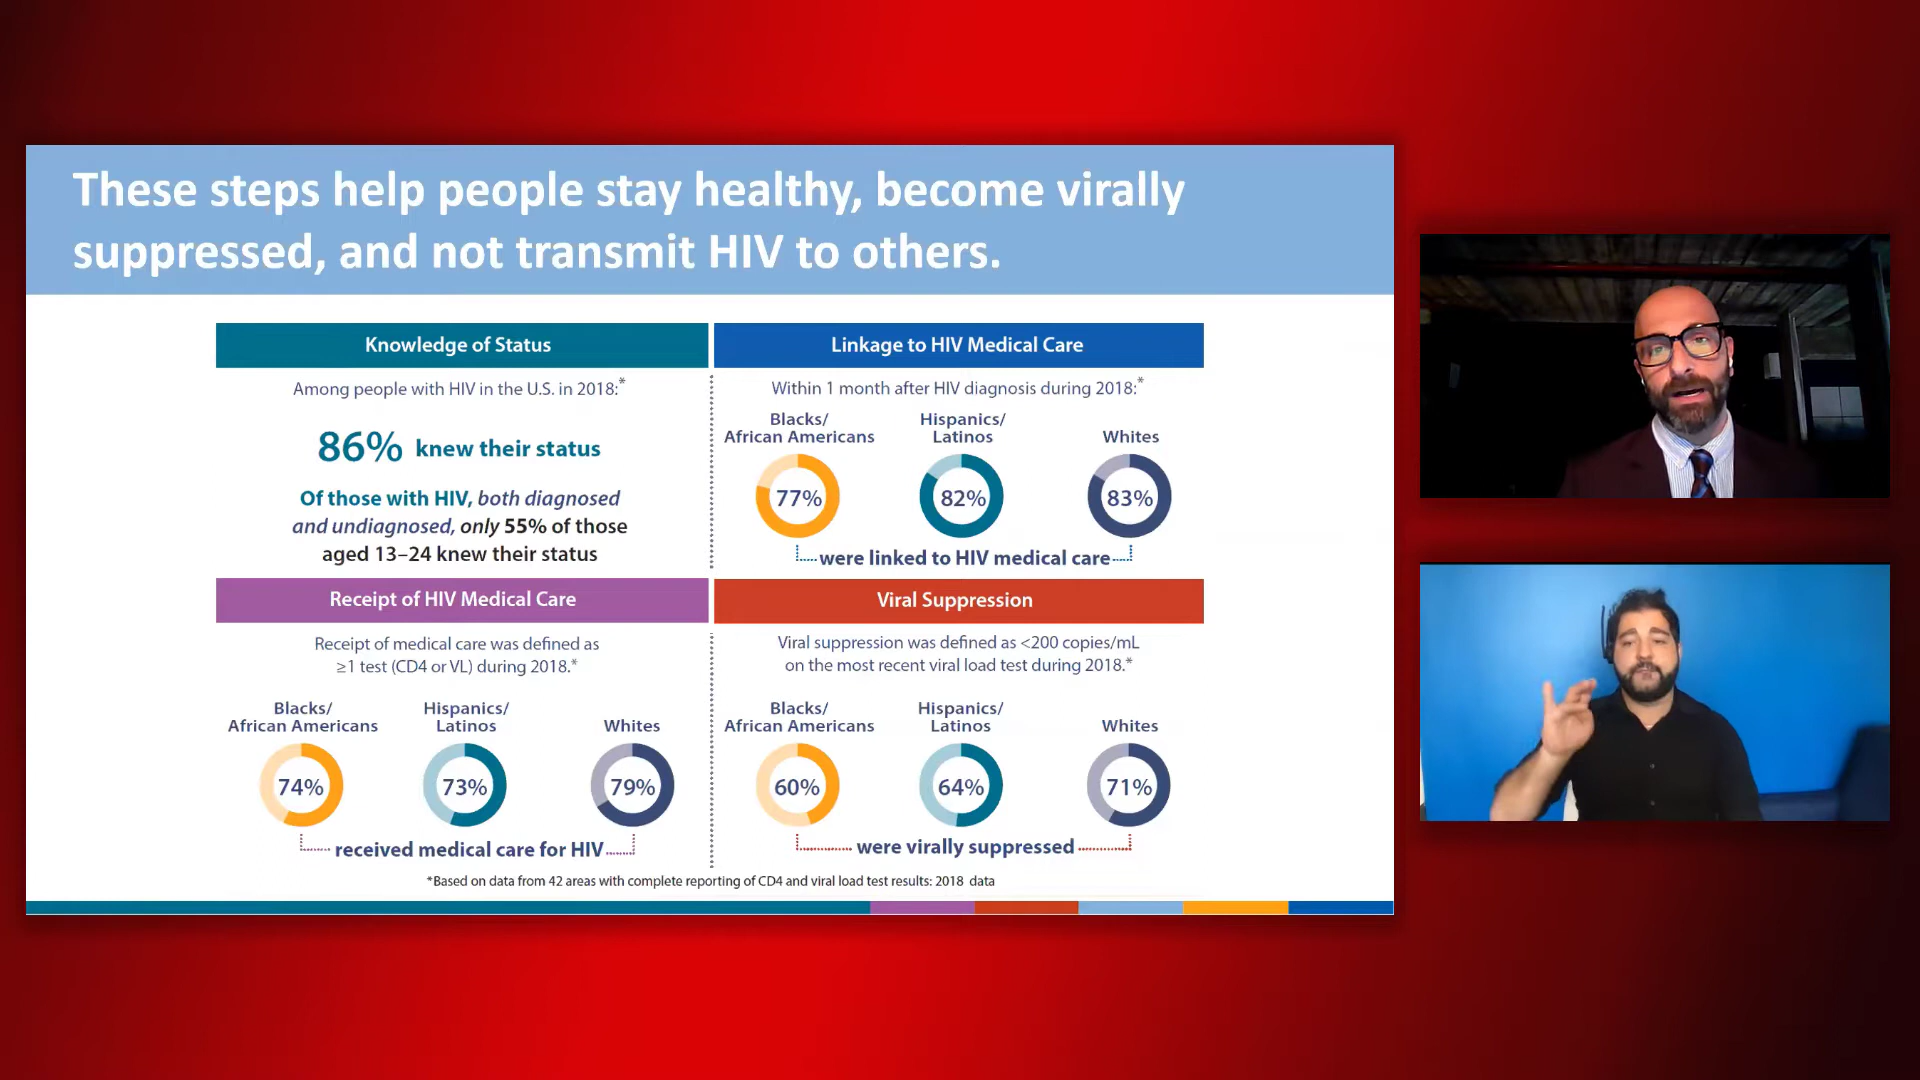 These steps help people stay healthy, become virally
suppressed, and not transmit HIV to others.
Knowledge of Status
Among people with HIV in the U.S. in 2018:*
86% knew their status
Of those with HIV, both diagnosed
and undiagnosed, only 55% of those
aged 13–24 knew their status
Linkage to HIV Medical Care
Within 1 month after HIV diagnosis during 2018:*
Blacks/
African Americans
Hispanics/
Latinos
Whites
77%
82%
83%
were linked to HIV medical care
Receipt of HIV Medical Care
Receipt of medical care was defined as
≥1 test (CD4 or VL) during 2018.*
Blacks/
African Americans
Hispanics/
Latinos
Whites
74%
73%
79%
received medical care for HIV
Viral Suppression
Viral suppression was defined as <200 copies/mL
on the most recent viral load test during 2018.*
Blacks/
African Americans
Hispanics/
Latinos
Whites
60%
64%
71%
were virally suppressed
*Based on data from 42 areas with complete reporting of CD4 and viral load test results: 2018 data